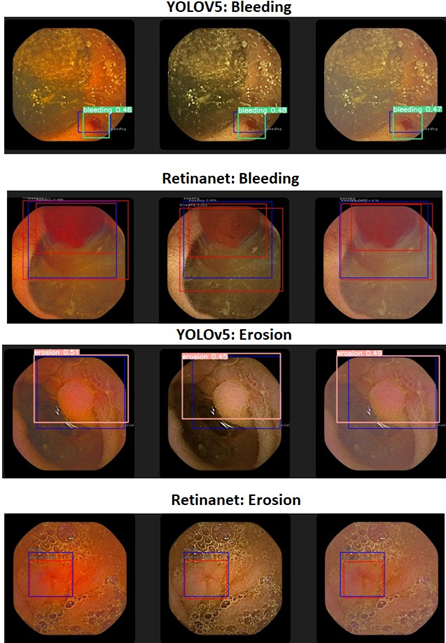 YOLOV5: Bleeding
bleeding 0.46
bleeding 0.48
bleeding 0.47
Retinanet: Bleeding
YOLOv5: Erosion
erosion 0.51
erosion 0.45
erosion 0.49
Retinanet: Erosion